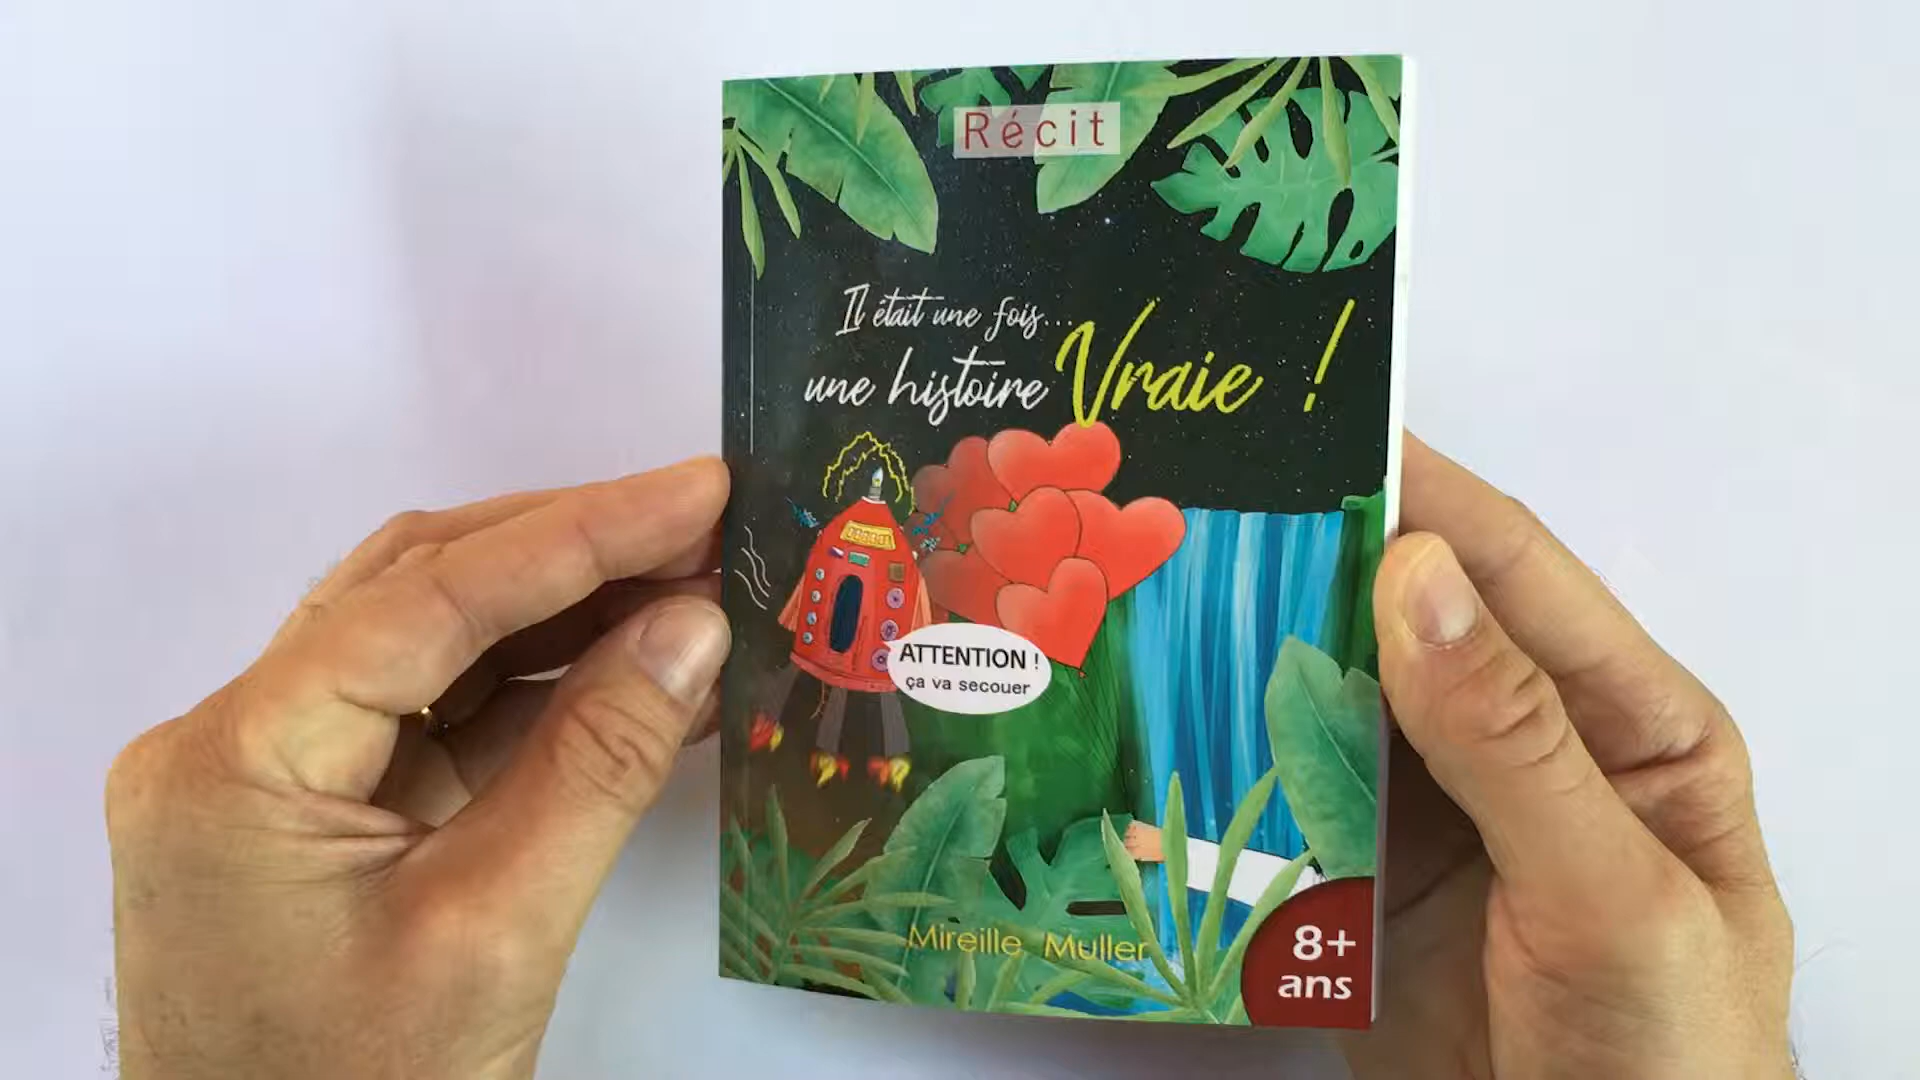 Récit
Il était une fois...
une histoire Vraie !
ATTENTION !
ça va secouer
Mireille Muller
8+
ans